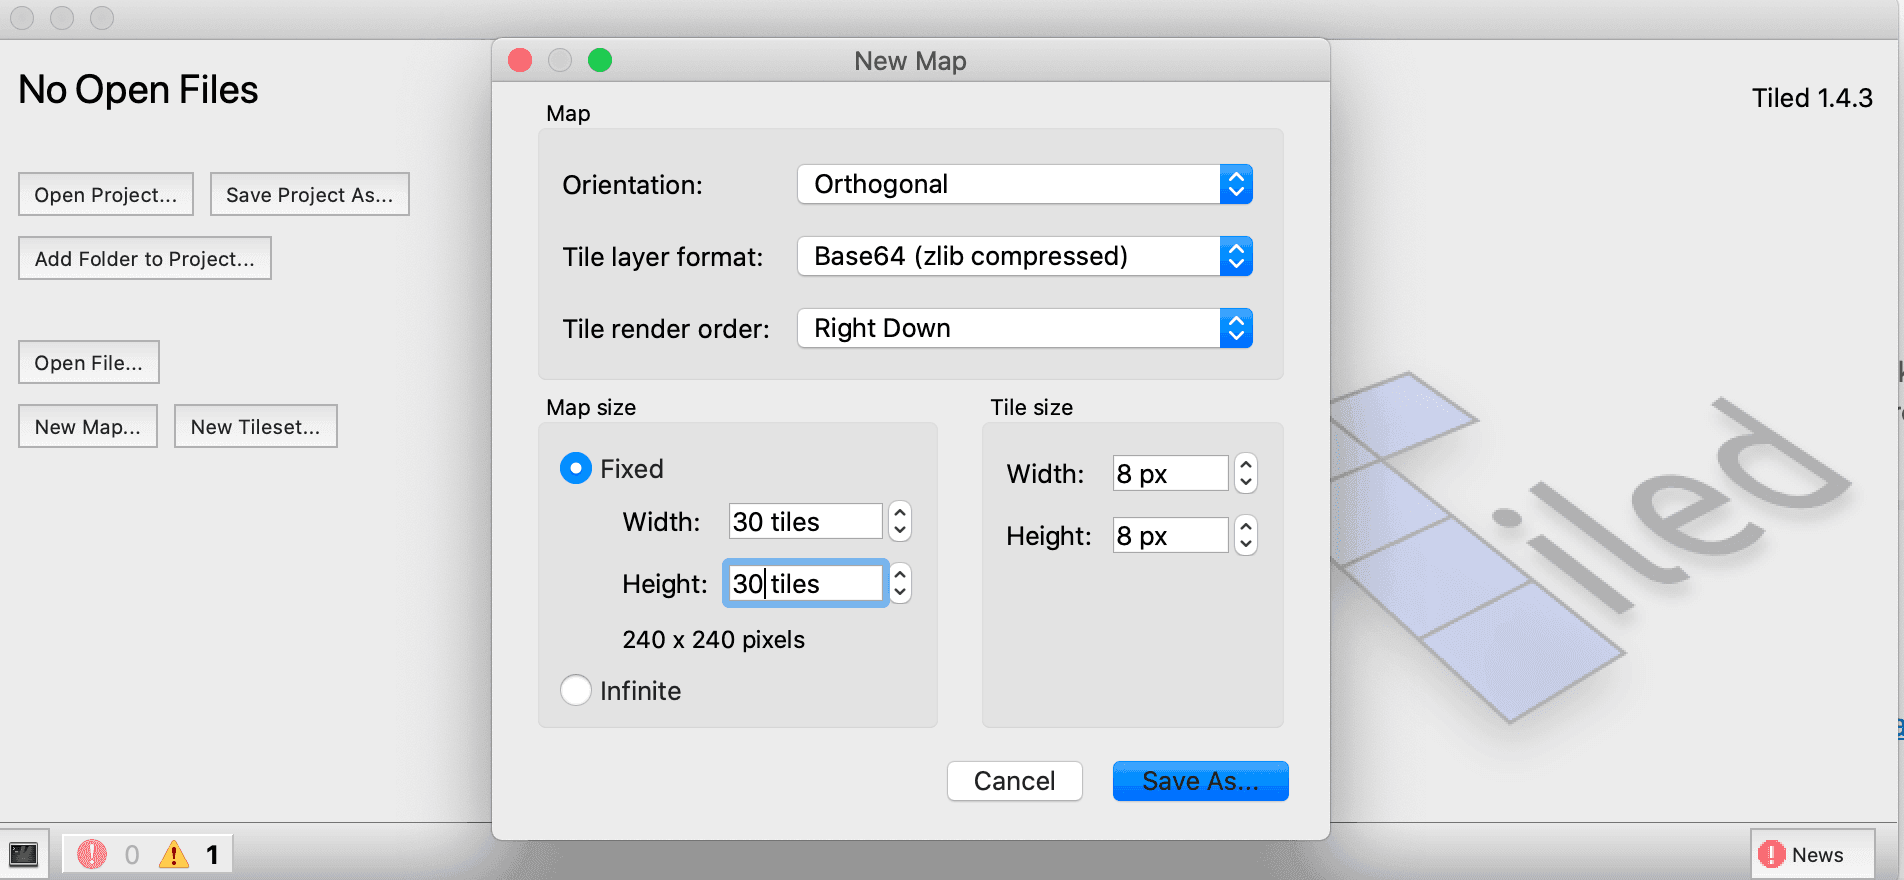 New Map
No Open Files
Tiled 1.4.3
Open Project...
Save Project As...
Add Folder to Project...
Open File...
New Map...
New Tileset...
Map
Orientation:
Orthogonal
Tile layer format:
Base64 (zlib compressed)
Tile render order:
Right Down
Map size
Fixed
Width:
30 tiles
Height:
30 tiles
240 x 240 pixels
Infinite
Tile size
Width:
8 px
Height:
8 px
Cancel
Save As...
iled
0
1
News